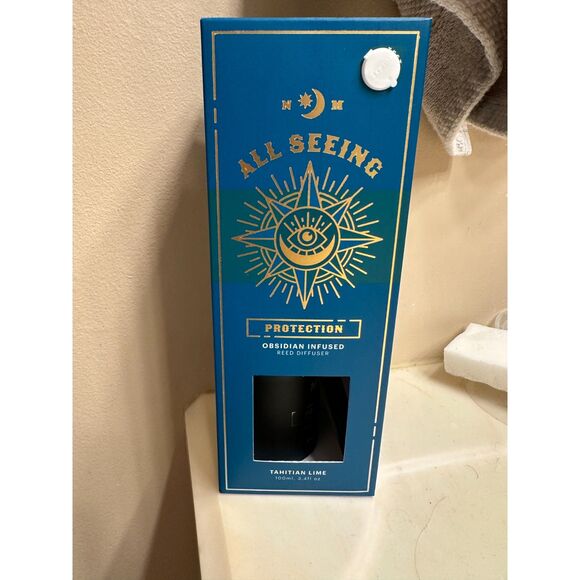 N M
ALL SEEING
PROTECTION
OBSIDIAN INFUSED
REED DIFFUSER
TAHITIAN LIME
100ml, 3.4fl oz